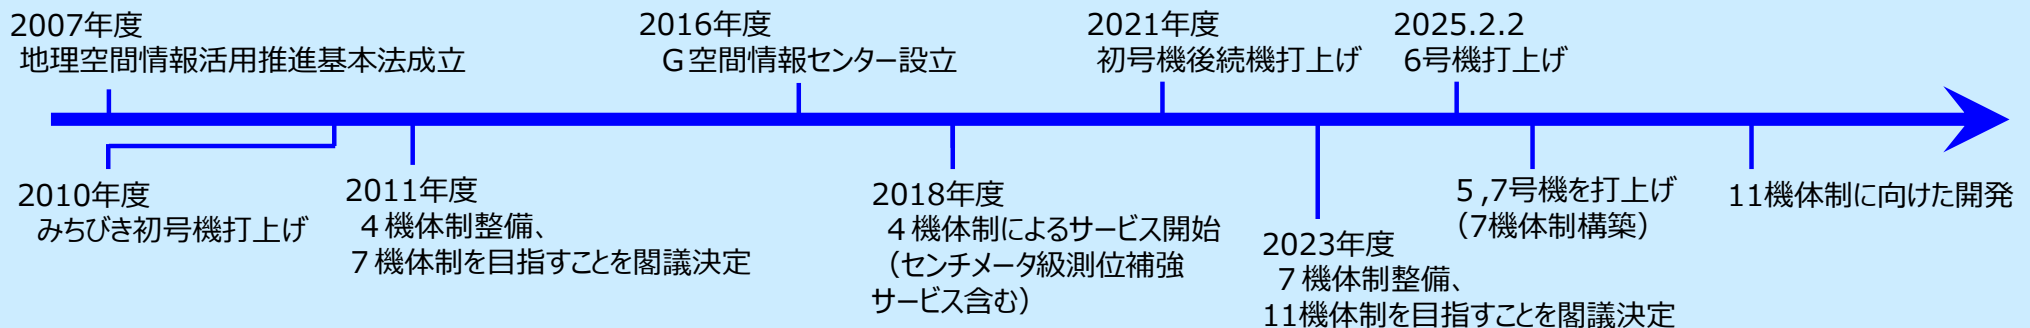 2007年度
地理空間情報活用推進基本法成立
2016年度
G空間情報センター設立
2021年度
初号機後続機打上げ
2025.2.2
6号機打上げ
2010年度
みちびき初号機打上げ
2011年度
4機体制整備、
7機体制を目指すことを閣議決定
2018年度
4機体制によるサービス開始
（センチメータ級測位補強
サービス含む）
2023年度
7機体制整備、
11機体制を目指すことを閣議決定
5,7号機を打上げ
（7機体制構築）
11機体制に向けた開発